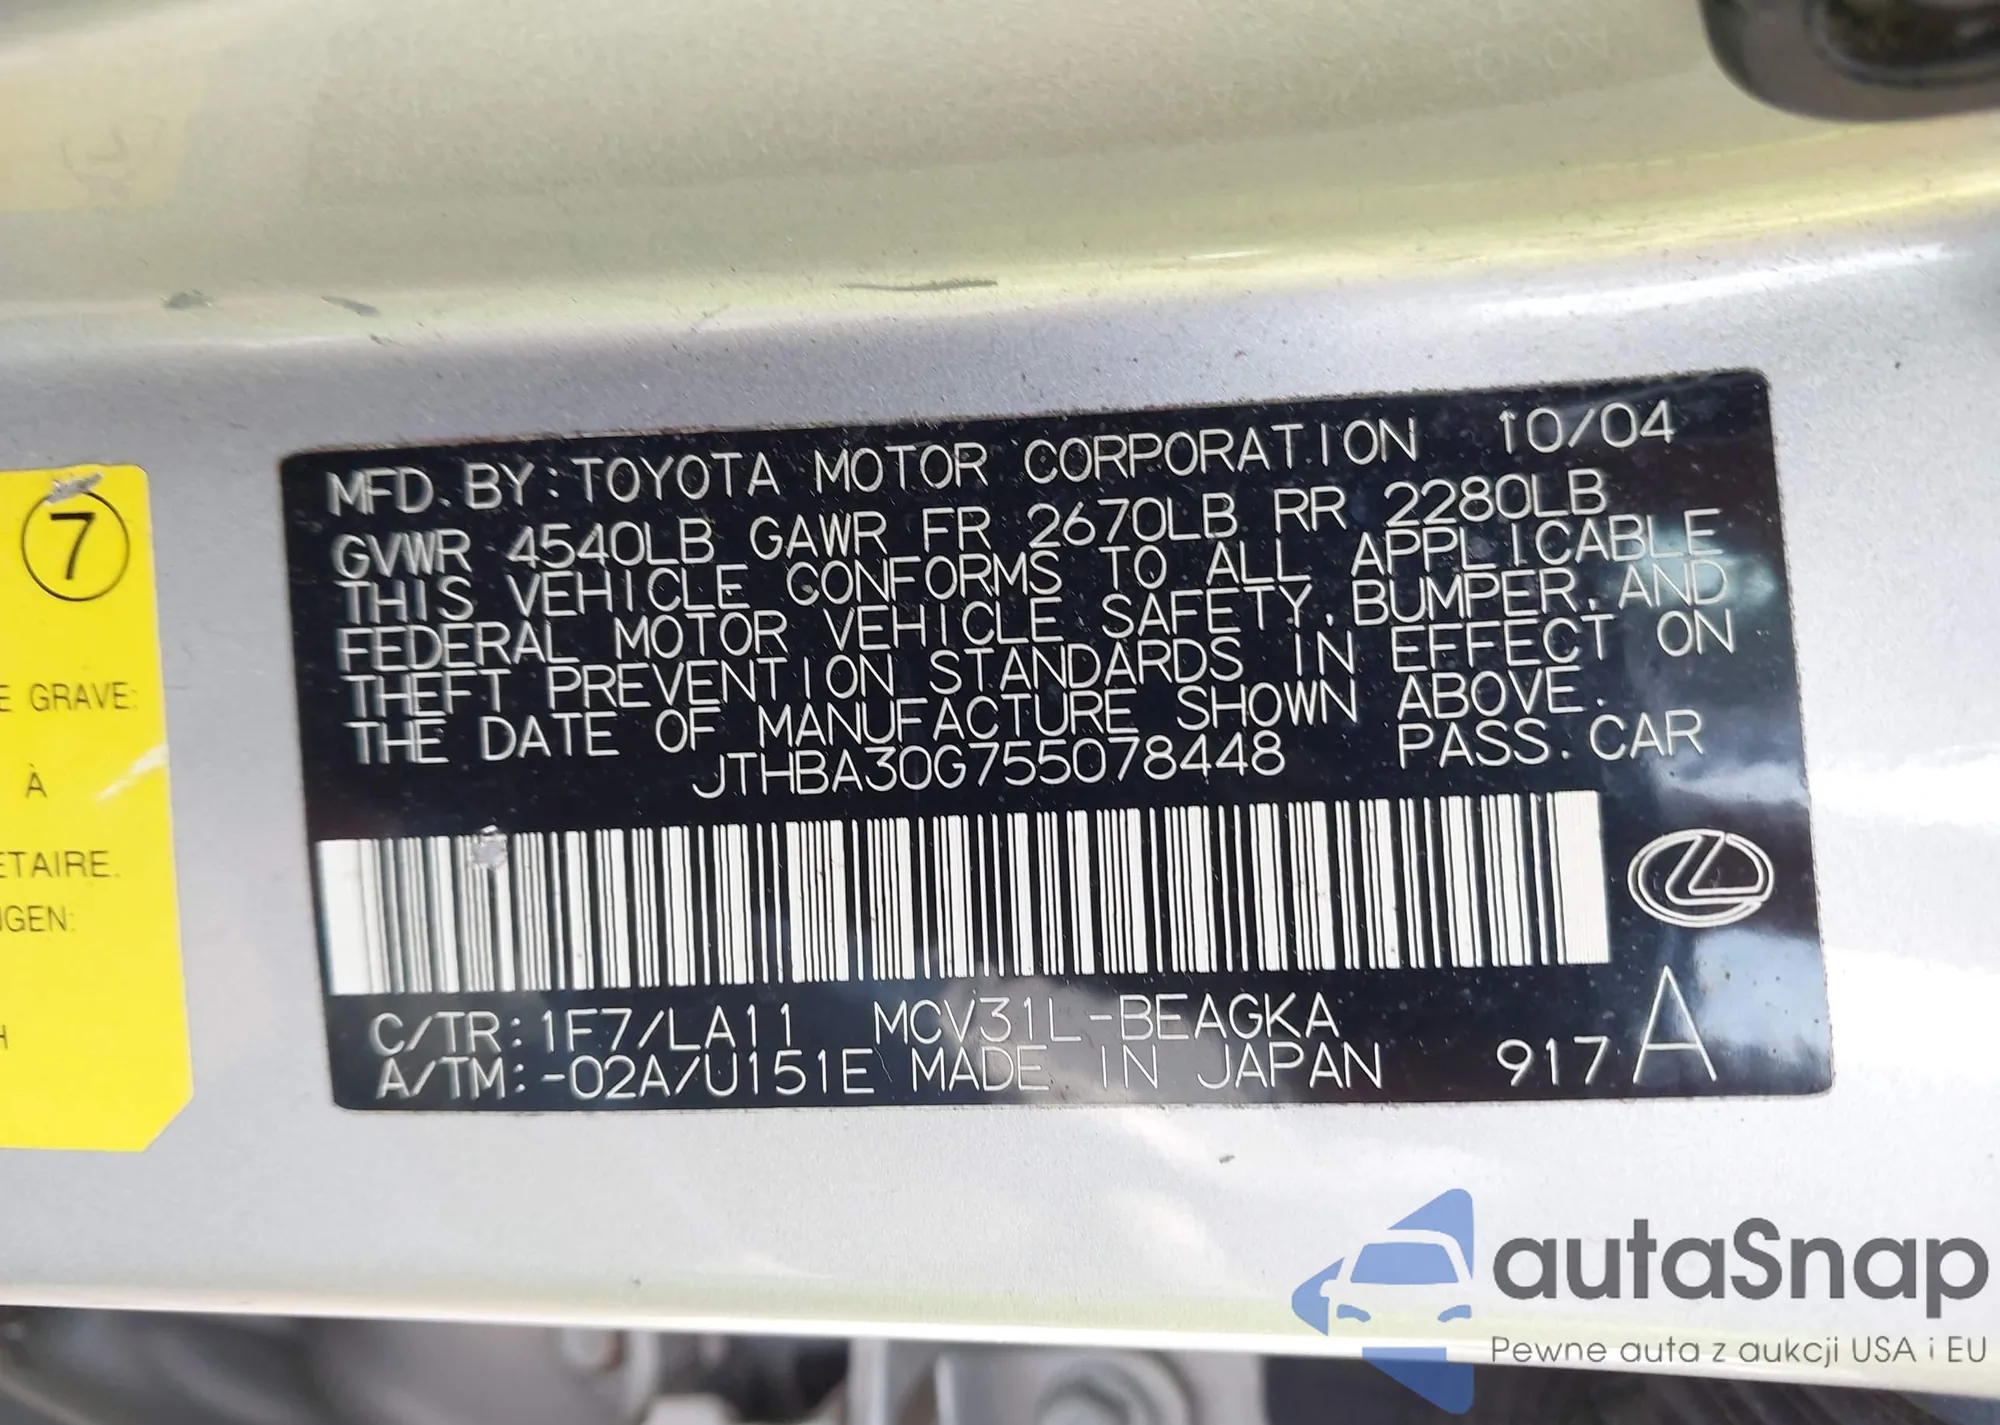 MFD. BY: TOYOTA MOTOR CORPORATION 10/04
GVWR 4540LB GAWR FR 2670LB RR 2280LB
THIS VEHICLE CONFORMS TO ALL APPLICABLE
FEDERAL MOTOR VEHICLE SAFETY, BUMPER, AND
THEFT PREVENTION STANDARDS IN EFFECT ON
THE DATE OF MANUFACTURE SHOWN ABOVE.
JTHBA30G755078448 PASS. CAR
C/TR: 1F7/LA11 MCV31L-BEAGKA
A/TM: -02A/U151E MADE IN JAPAN 917 A
7
E GRAVE:
À
ETAIRE.
NGEN:
H
autaSnap
Pewne auta z aukcji USA i EU